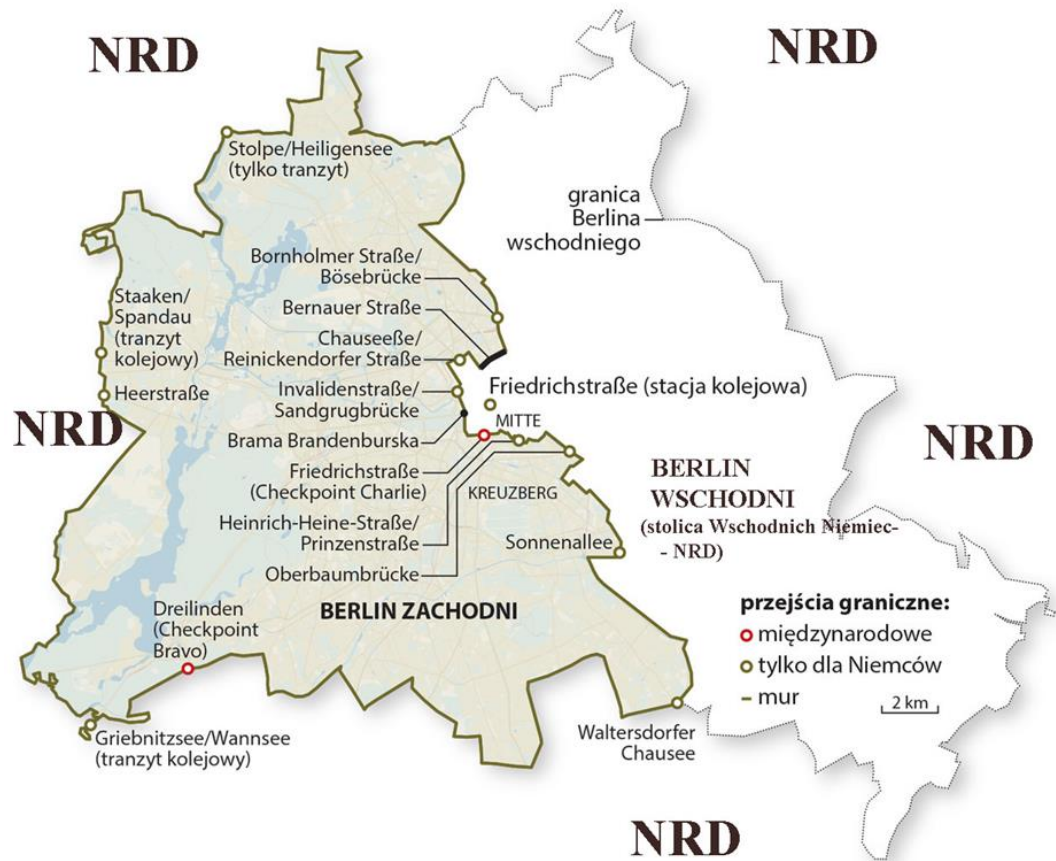 NRD
NRD
Stolpe/Heiligensee
(tylko tranzyt)
granica
Berlina
wschodniego
Bornholmer Straße/
Bösebrücke
Staaken/
Spandau
(tranzyt
kolejowy)
Bernauer Straße
Chauseeße/
Reinickendorfer Straße
Heerstraße
Invalidenstraße/
Sandgrugbrücke
Friedrichstraße (stacja kolejowa)
NRD
Brama Brandenburska
MITTE
NRD
Friedrichstraße
(Checkpoint Charlie)
KREUZBERG
BERLIN
WSCHODNI
(stolica Wschodnich Niemiec-
- NRD)
Heinrich-Heine-Straße/
Prinzenstraße
Sonnenallee
Oberbaumbrücke
BERLIN ZACHODNI
Dreilinden
(Checkpoint
Bravo)
przejścia graniczne:
międzynarodowe
tylko dla Niemców
mur
2 km
Griebnitzsee/Wannsee
(tranzyt kolejowy)
Waltersdorfer
Chausee
NRD